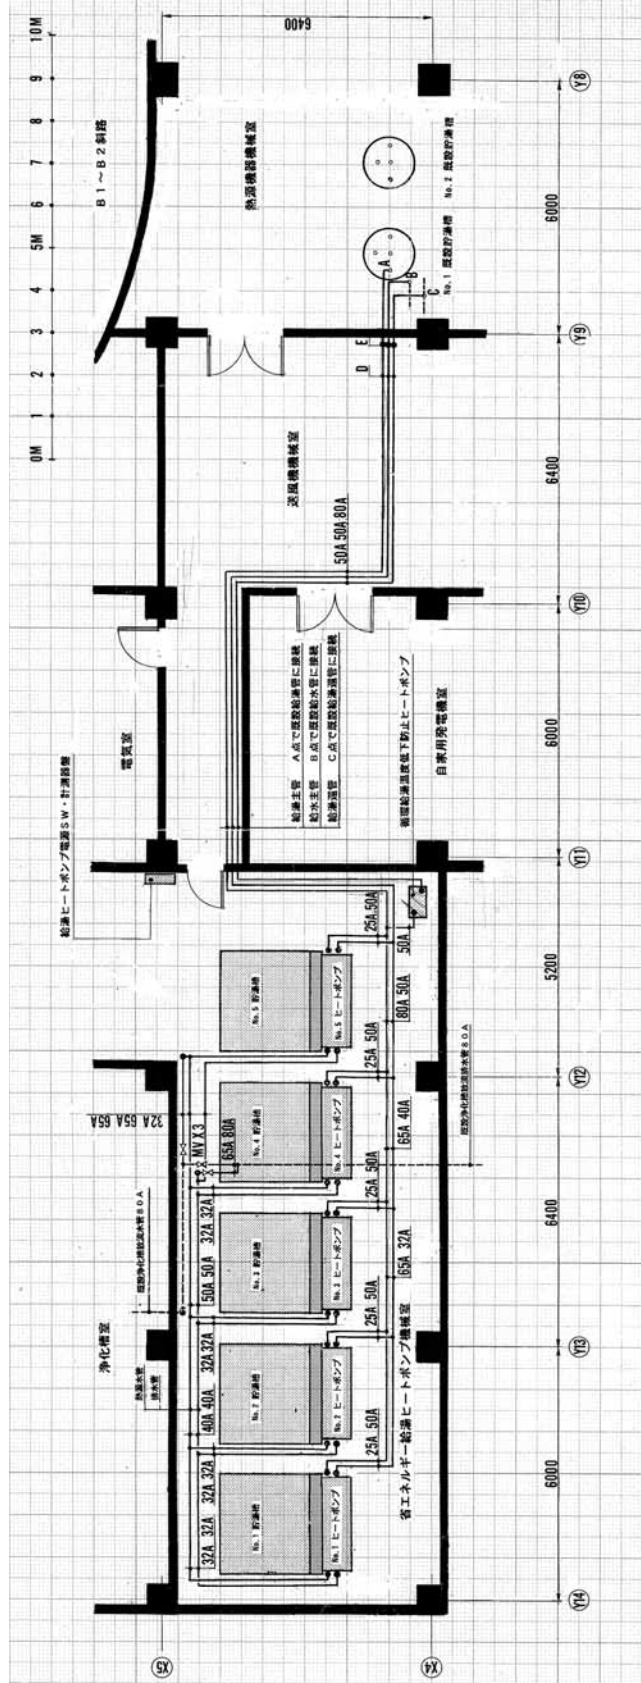 0M 1 2 3 4 5M 6 7 8 9 10M
B1～B2斜路
6400
熱源機器機械室
No.1 既設貯湯槽
No.2 既設貯湯槽
A
B
C
D
E
送風機機械室
50A 50A 80A
電気室
給湯ヒートポンプ電源SW・計測器盤
給湯主管 A点で既設給湯管に接続
給水主管 B点で既設給水管に接続
給湯還管 C点で既設給湯還管に接続
循環給湯温度低下防止ヒートポンプ
自家用発電機室
浄化槽室
既設浄化槽放流水管80A
熱源水管
排水管
32A 65A 65A
MV X 3
65A 80A
32A 32A
32A 32A
40A 40A
32A 32A
50A 50A
32A 32A
No.1 貯湯槽
No.2 貯湯槽
No.3 貯湯槽
No.4 貯湯槽
No.5 貯湯槽
No.1 ヒートポンプ
No.2 ヒートポンプ
No.3 ヒートポンプ
No.4 ヒートポンプ
No.5 ヒートポンプ
25A 50A
25A 50A
25A 50A
25A 50A
25A 50A
50A
65A 32A
65A 40A
80A 50A
省エネルギー給湯ヒートポンプ機械室
既設浄化槽放流排水管80A
6000
6400
5200
6000
6400
6000
Y14
Y13
Y12
Y11
Y10
Y9
Y8
X5
X4